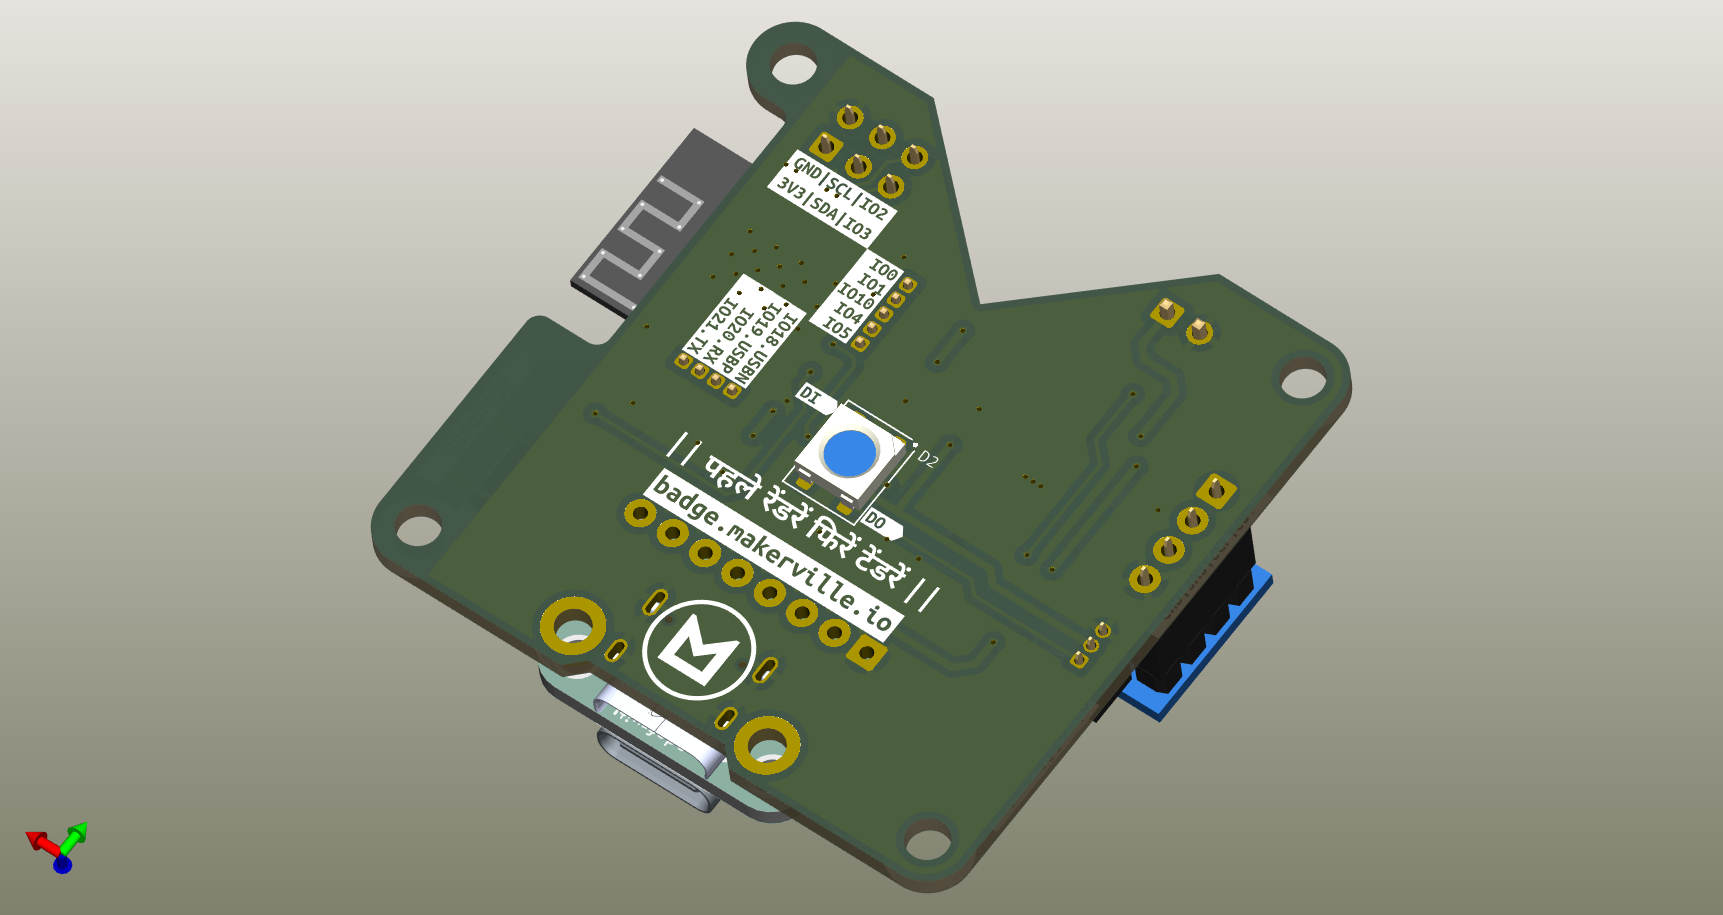 GND|SCL|IO2
3V3|SDA|IO3
IO0
IO1
IO10
IO4
IO5
IO18.USBN
IO19.USBP
IO20.RX
IO21.TX
DI
D2
DO
|| पहले रेंडरे फिरें टेंडरें ||
badge.makerville.io